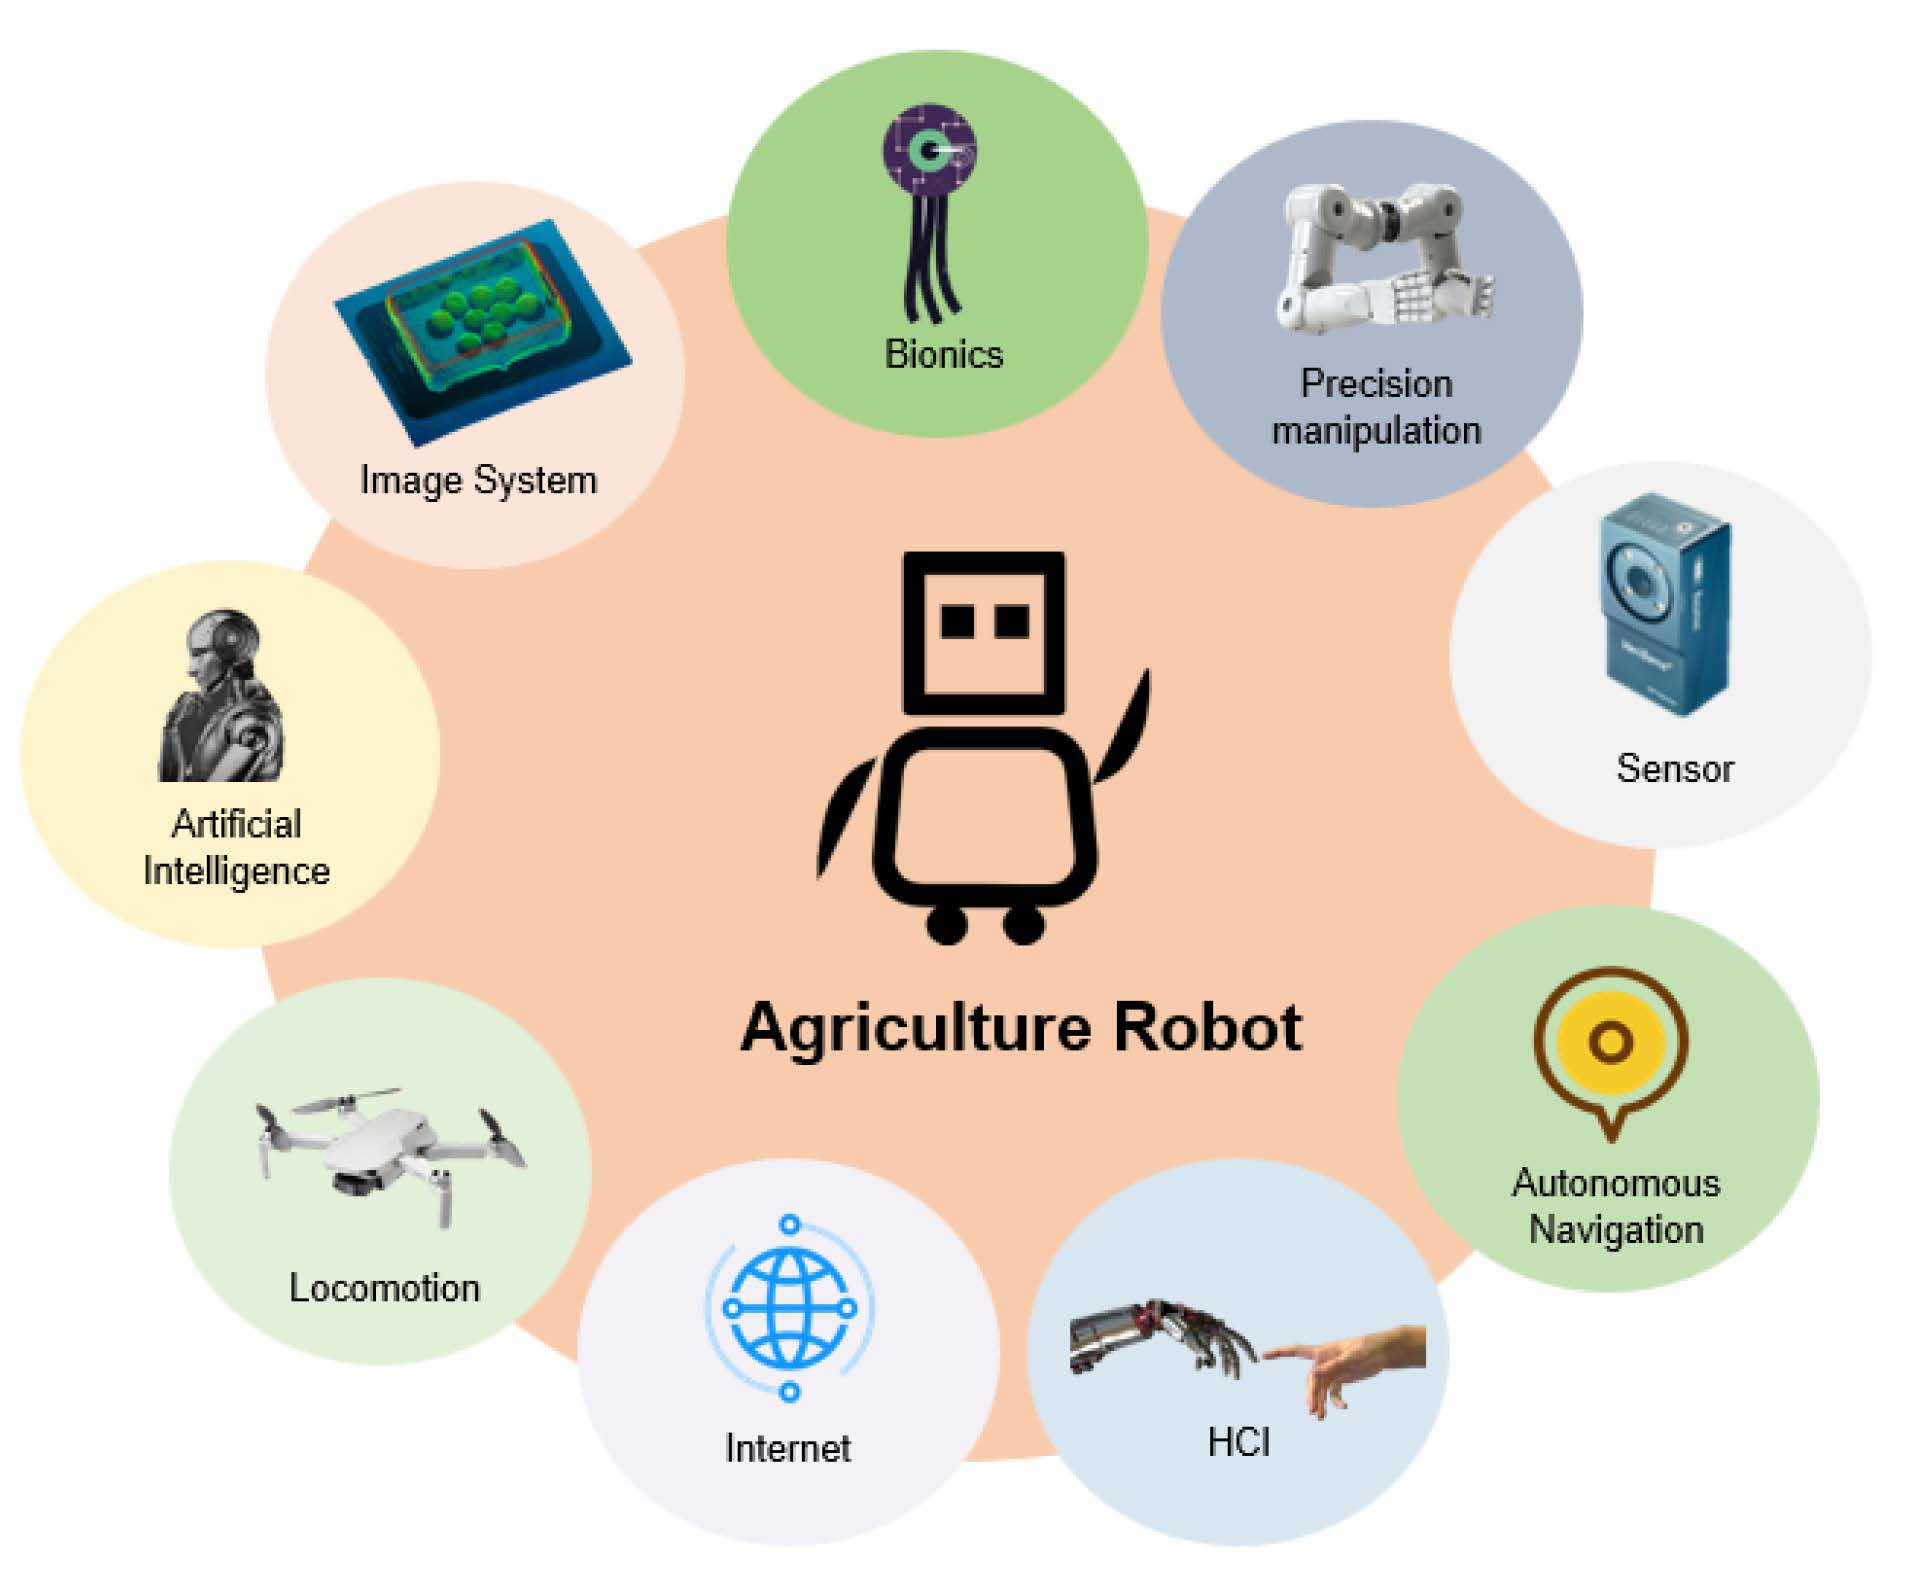 Bionics
Precision
manipulation
Image System
Sensor
Artificial
Intelligence
Agriculture Robot
Autonomous
Navigation
Locomotion
Internet
HCI